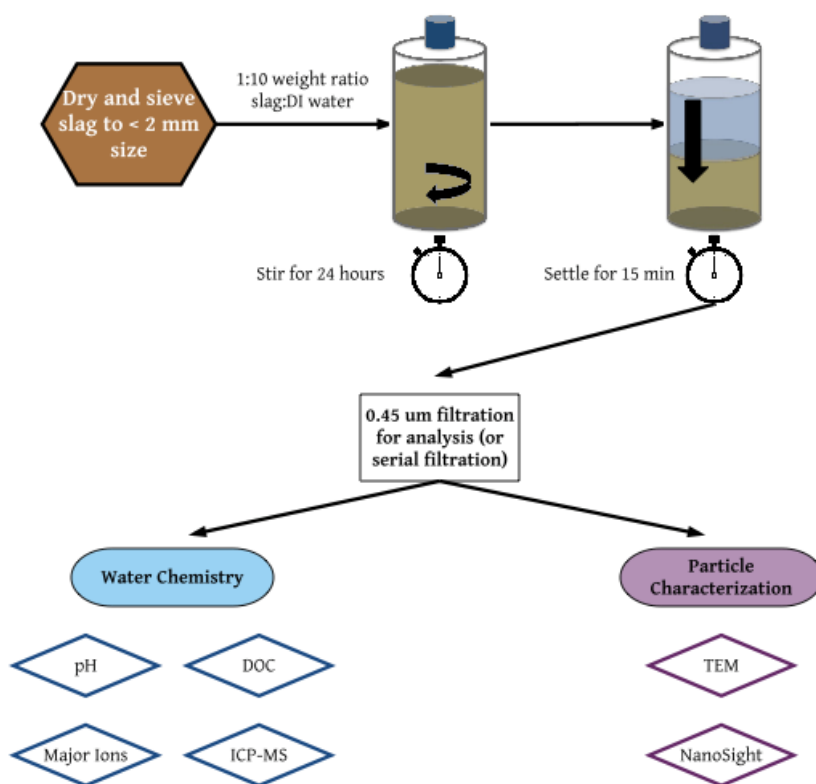 Dry and sieve
slag to < 2 mm
size
1:10 weight ratio
slag:DI water
Stir for 24 hours
Settle for 15 min
0.45 um filtration
for analysis (or
serial filtration)
Water Chemistry
Particle
Characterization
pH
DOC
TEM
Major Ions
ICP-MS
NanoSight